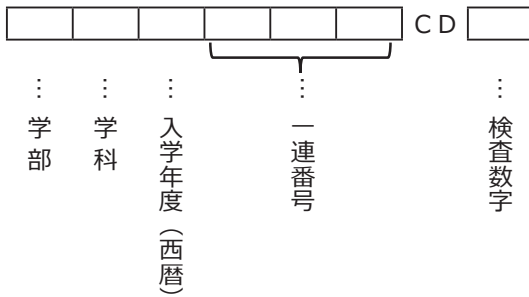 CD
…学部
…学科
…入学年度(西暦)
…一連番号
…検査数字